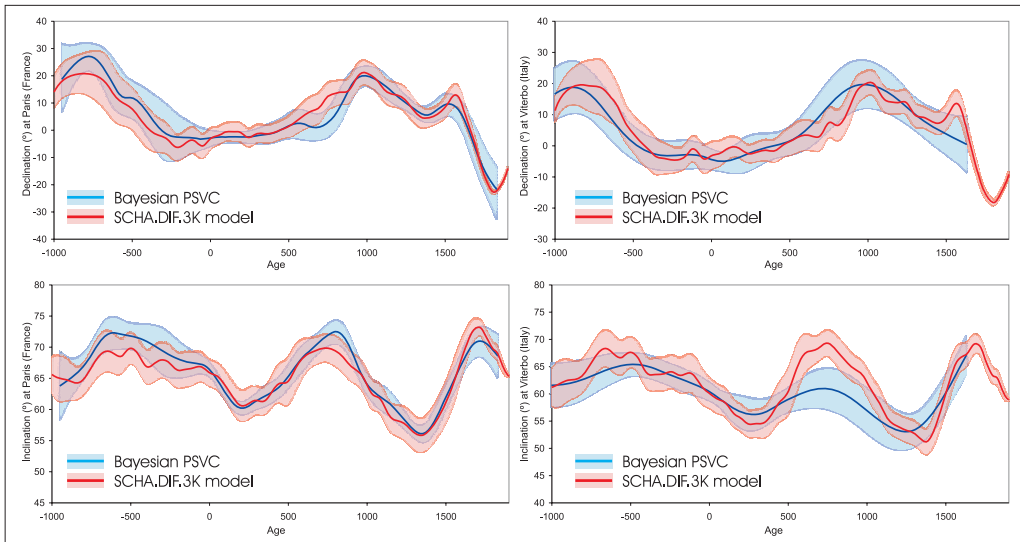 40
30
20
10
0
-10
-20
-30
-40
Declination (º) at Paris (France)
Bayesian PSVC
SCHA.DIF.3K model
-1000 -500 0 500 1000 1500
Age
40
30
20
10
0
-10
-20
-30
Declination (º) at Viterbo (Italy)
Bayesian PSVC
SCHA.DIF.3K model
-1000 -500 0 500 1000 1500
Age
80
75
70
65
60
55
50
45
Inclination (º) at Paris (France)
Bayesian PSVC
SCHA.DIF.3K model
-1000 -500 0 500 1000 1500
Age
80
75
70
65
60
55
50
45
40
Inclination (º) at Viterbo (Italy)
Bayesian PSVC
SCHA.DIF.3K model
-1000 -500 0 500 1000 1500
Age